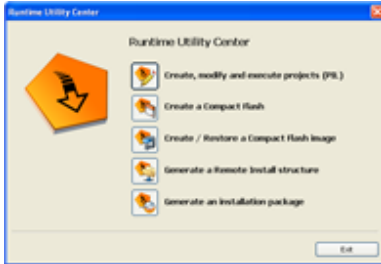 Runtime Utility Center
Runtime Utility Center
Create, modify and execute projects (PIL)
Create a Compact Flash
Create / Restore a Compact Flash image
Generate a Remote Install structure
Generate an installation package
Exit